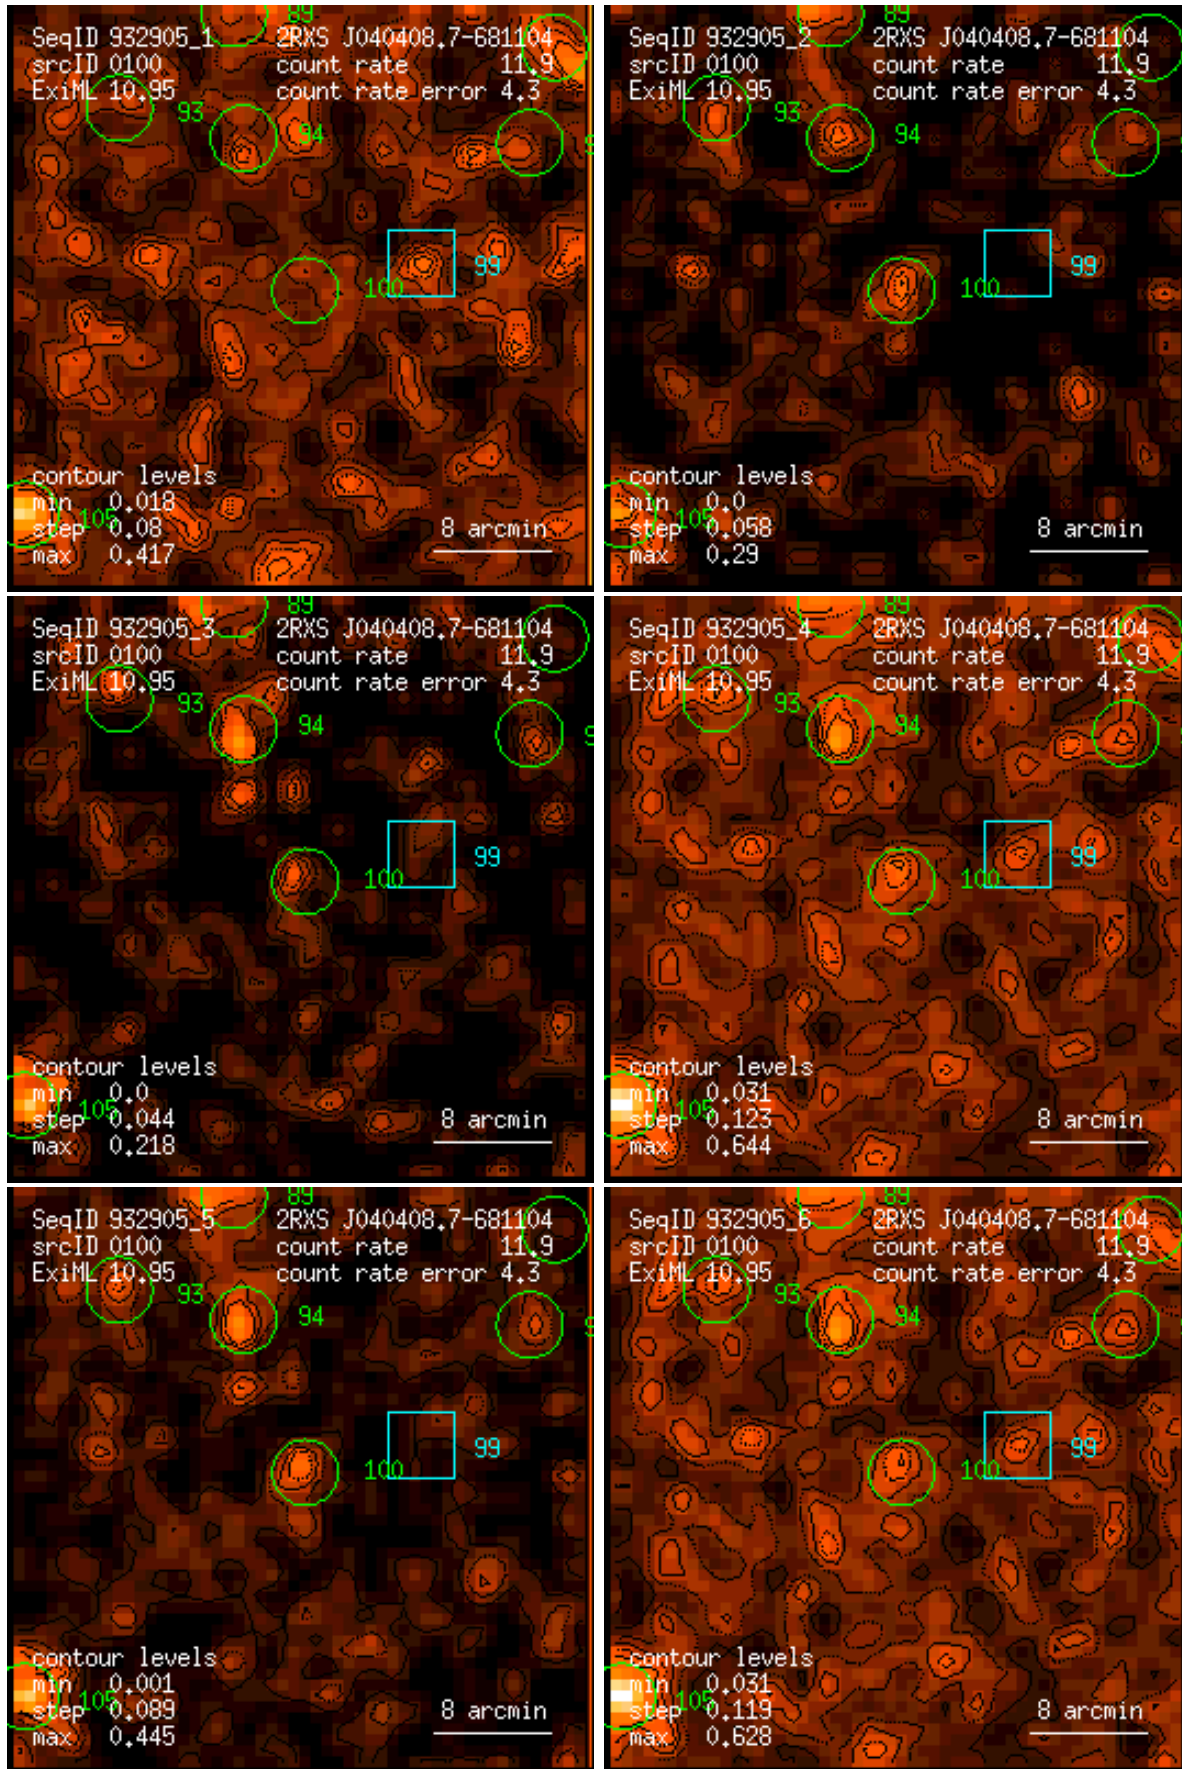 89
SeqID 932905_1 2RXS J040408.7-681104
srcID 0100 count rate 11.9
ExiML 10.95 count rate error 4.3
93
94
9
99
100
contour levels
min 0.018
105
step 0.08
max 0.417
8 arcmin
89
SeqID 932905_2 2RXS J040408.7-681104
srcID 0100 count rate 11.9
ExiML 10.95 count rate error 4.3
94
99
100
contour levels
min 0.0
105
step 0.058
max 0.29
8 arcmin
89
SeqID 932905_3 2RXS J040408.7-681104
srcID 0100 count rate 11.9
ExiML 10.95 count rate error 4.3
93
94
9
99
100
contour levels
min 0.0
105
step 0.044
max 0.218
8 arcmin
89
SeqID 932905_4 2RXS J040408.7-681104
srcID 0100 count rate 11.9
ExiML 10.95 count rate error 4.3
93
94
99
100
contour levels
min 0.031
105
step 0.123
max 0.644
8 arcmin
89
SeqID 932905_5 2RXS J040408.7-681104
srcID 0100 count rate 11.9
ExiML 10.95 count rate error 4.3
93
94
9
99
100
contour levels
min 0.001
105
step 0.089
max 0.445
8 arcmin
89
SeqID 932905_6 2RXS J040408.7-681104
srcID 0100 count rate 11.9
ExiML 10.95 count rate error 4.3
93
94
99
100
contour levels
min 0.031
105
step 0.119
max 0.628
8 arcmin